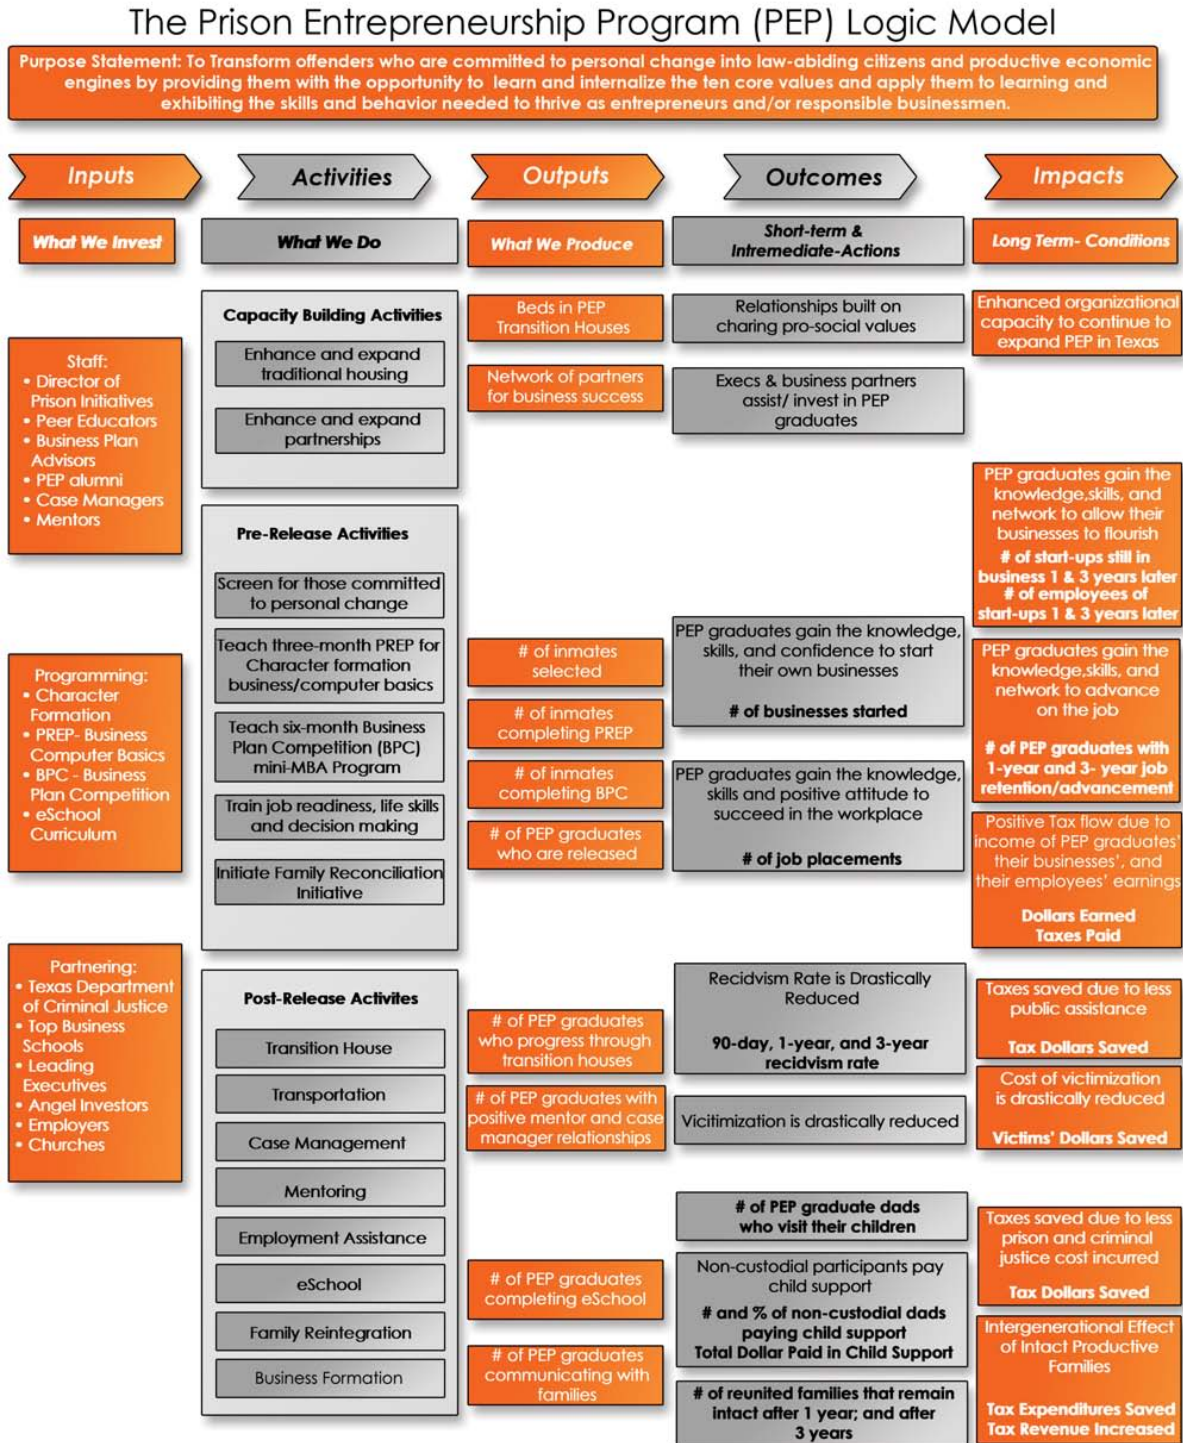 The Prison Entrepreneurship Program (PEP) Logic Model
Purpose Statement: To Transform offenders who are committed to personal change into law-abiding citizens and productive economic
engines by providing them with the opportunity to learn and internalize the ten core values and apply them to learning and
exhibiting the skills and behavior needed to thrive as entrepreneurs and/or responsible businessmen.
Inputs
Activities
Outputs
Outcomes
Impacts
What We Invest
What We Do
What We Produce
Short-term &
Intremediate-Actions
Long Term- Conditions
Staff:
• Director of
Prison Initiatives
• Peer Educators
• Business Plan
Advisors
• PEP alumni
• Case Managers
• Mentors
Programming:
• Character
Formation
• PREP- Business
Computer Basics
• BPC - Business
Plan Competition
• eSchool
Curriculum
Partnering:
• Texas Department
of Criminal Justice
• Top Business
Schools
• Leading
Executives
• Angel Investors
• Employers
• Churches
Capacity Building Activities
Enhance and expand
traditional housing
Enhance and expand
partnerships
Pre-Release Activities
Screen for those committed
to personal change
Teach three-month PREP for
Character formation
business/computer basics
Teach six-month Business
Plan Competition (BPC)
mini-MBA Program
Train job readiness, life skills
and decision making
Initiate Family Reconciliation
Initiative
Post-Release Activites
Transition House
Transportation
Case Management
Mentoring
Employment Assistance
eSchool
Family Reintegration
Business Formation
Beds in PEP
Transition Houses
Network of partners
for business success
# of inmates
selected
# of inmates
completing PREP
# of inmates
completing BPC
# of PEP graduates
who are released
# of PEP graduates
who progress through
transition houses
# of PEP graduates with
positive mentor and case
manager relationships
# of PEP graduates
completing eSchool
# of PEP graduates
communicating with
families
Relationships built on
charing pro-social values
Execs & business partners
assist/ invest in PEP
graduates
PEP graduates gain the knowledge,
skills, and confidence to start
their own businesses
# of businesses started
PEP graduates gain the knowledge,
skills and positive attitude to
succeed in the workplace
# of job placements
Recidvism Rate is Drastically
Reduced
90-day, 1-year, and 3-year
recidvism rate
Vicitimization is drastically reduced
# of PEP graduate dads
who visit their children
Non-custodial participants pay
child support
# and % of non-custodial dads
paying child support
Total Dollar Paid in Child Support
# of reunited families that remain
intact after 1 year; and after
3 years
Enhanced organizational
capacity to continue to
expand PEP in Texas
PEP graduates gain the
knowledge,skills, and
network to allow their
businesses to flourish
# of start-ups still in
business 1 & 3 years later
# of employees of
start-ups 1 & 3 years later
PEP graduates gain the
knowledge,skills, and
network to advance
on the job
# of PEP graduates with
1-year and 3- year job
retention/advancement
Positive Tax flow due to
income of PEP graduates'
their businesses', and
their employees' earnings
Dollars Earned
Taxes Paid
Taxes saved due to less
public assistance
Tax Dollars Saved
Cost of victimization
is drastically reduced
Victims' Dollars Saved
Taxes saved due to less
prison and criminal
justice cost incurred
Tax Dollars Saved
Intergenerational Effect
of Intact Productive
Families
Tax Expenditures Saved
Tax Revenue Increased